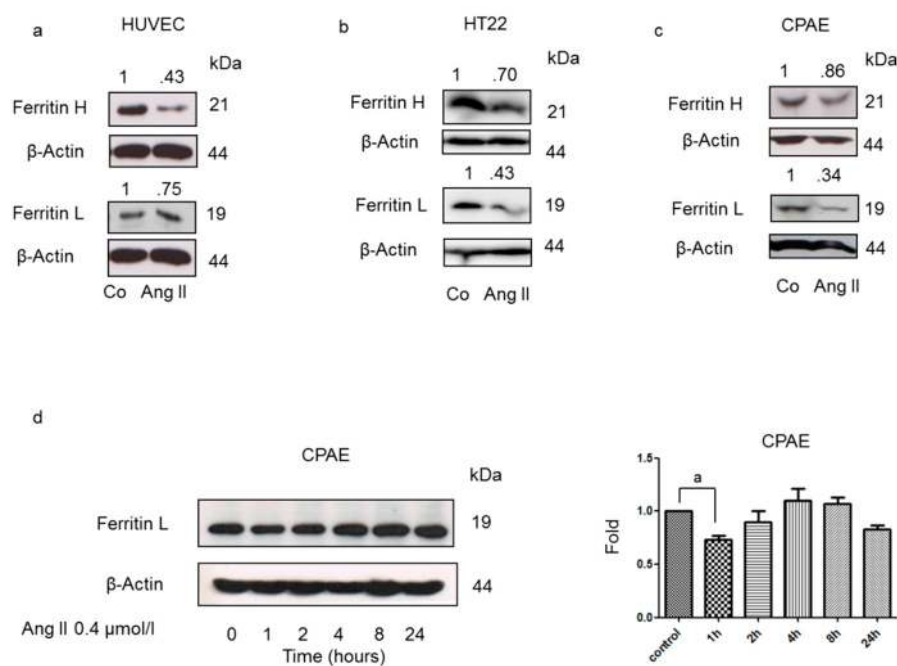 a
HUVEC
kDa
1 .43
Ferritin H
21
β-Actin
44
1 .75
Ferritin L
19
β-Actin
44
Co Ang II
b
HT22
kDa
1 .70
Ferritin H
21
β-Actin
44
1 .43
Ferritin L
19
β-Actin
44
Co Ang II
c
CPAE
kDa
1 .86
Ferritin H
21
β-Actin
44
1 .34
Ferritin L
19
β-Actin
44
Co Ang II
d
CPAE
kDa
Ferritin L
19
β-Actin
44
Ang II 0.4 μmol/l 0 1 2 4 8 24
Time (hours)
CPAE
a
Fold
1.5
1.0
0.5
0.0
control 1h 2h 4h 8h 24h